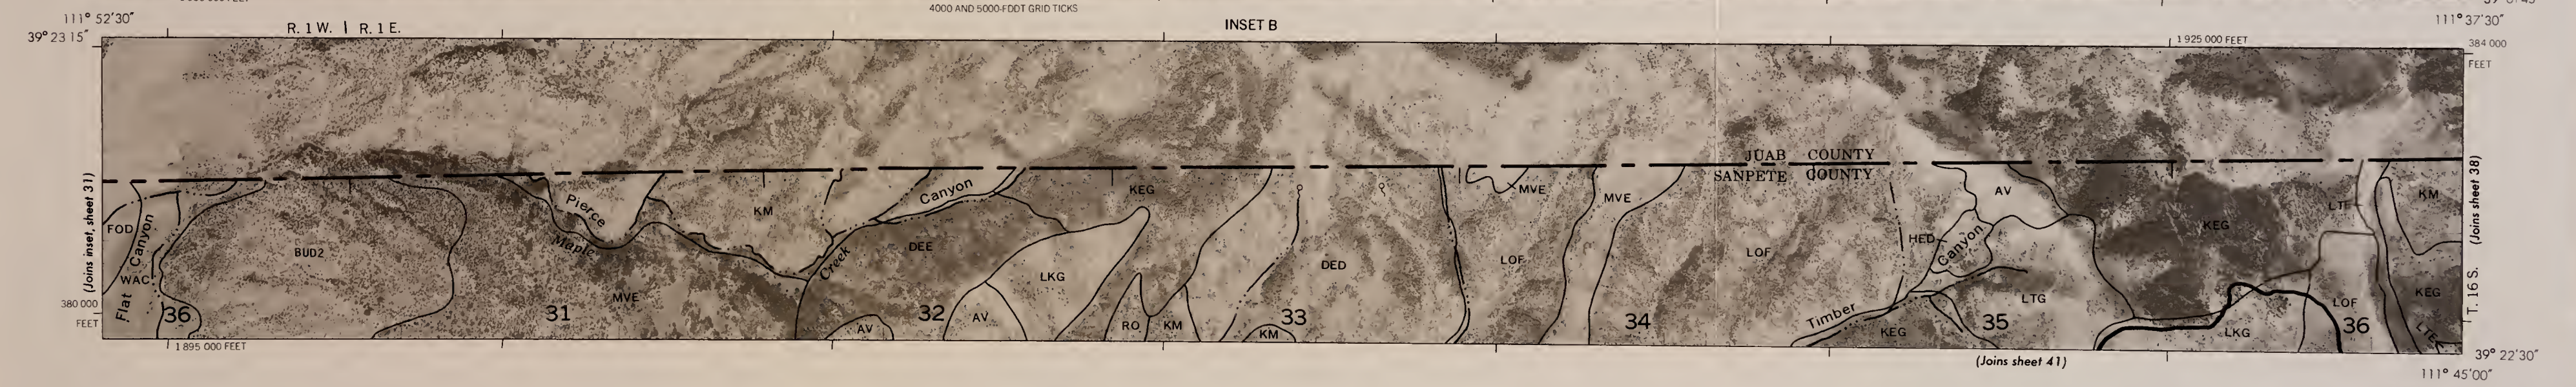 4000 AND 5000-FOOT GRID TICKS
111° 52'30"
R. 1 W. | R. 1 E.
INSET B
111° 37'30"
39° 23 15"
1 925 000 FEET
384 000
FEET
JUAB COUNTY
SANPETE COUNTY
(Joins inset, sheet 31)
FOD
Flat Canyon
WAC
36
BUD2
31
Pierce
Maple
MVE
KM
Canyon
Creek
DEE
AV
32
AV
KEG
LKG
RO
KM
KM
33
DED
LOF
MVE
MVE
34
LOF
Timber
Canyon
HED
AV
KEG
35
LTG
KEG
LTE
LKG
LOF
36
KM
KEG
LTE
(Joins sheet 38)
T. 16 S.
380 000
FEET
1 895 000 FEET
(Joins sheet 41)
39° 22'30"
111° 45'00"